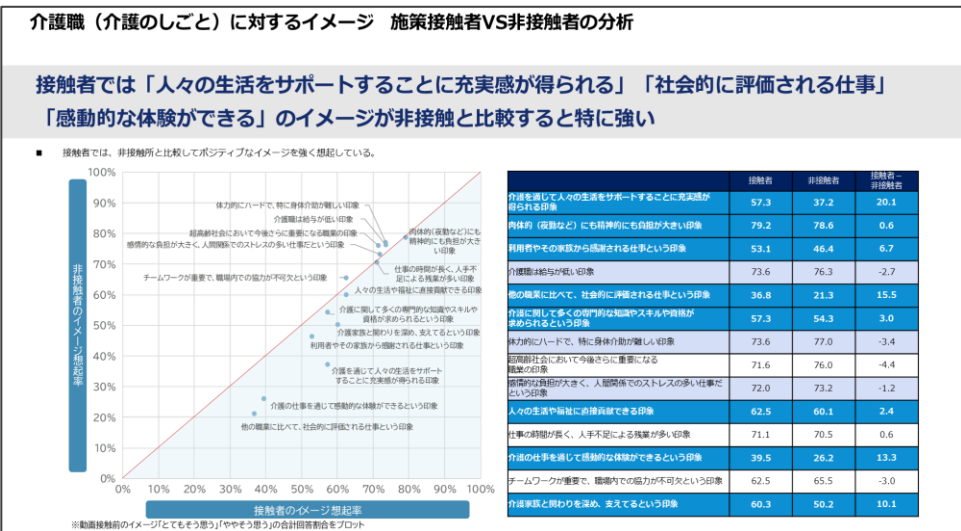 介護職（介護のしごと）に対するイメージ　施策接触者VS非接触者の分析
接触者では「人々の生活をサポートすることに充実感が得られる」「社会的に評価される仕事」
「感動的な体験ができる」のイメージが非接触と比較すると特に強い
■ 接触者では、非接触所と比較してポジティブなイメージを強く想起している。
100%
90%
80%
70%
60%
50%
40%
30%
20%
10%
0%
非接触者のイメージ想起率
体力的にハードで、特に身体介助が難しい印象
介護職は給与が低い印象
超高齢社会において今後さらに重要になる職業の印象
感情的な負担が大きく、人間関係でのストレスの多い仕事だという印象
肉体的（夜勤など）にも
精神的にも負担が大き
い印象
チームワークが重要で、職場内での協力が不可欠という印象
仕事の時間が長く、人手不
足による残業が多い印象
人々の生活や福祉に直接貢献できる印象
介護に関して多くの専門的な知識やスキルや
資格が求められるという印象
介護家族と関わりを深め、支えてるという印象
利用者やその家族から感謝される仕事という印象
介護を通じて人々の生活をサポート
することに充実感が得られる印象
介護の仕事を通じて感動的な体験ができるという印象
他の職業に比べて、社会的に評価される仕事という印象
0% 10% 20% 30% 40% 50% 60% 70% 80% 90% 100%
接触者のイメージ想起率
※動画接触前のイメージ「とてもそう思う」「ややそう思う」の合計回答割合をプロット
接触者 非接触者 接触者－
非接触者
介護を通じて人々の生活をサポートすることに充実感が
得られる印象 57.3 37.2 20.1
肉体的（夜勤など）にも精神的にも負担が大きい印象 79.2 78.6 0.6
利用者やその家族から感謝される仕事という印象 53.1 46.4 6.7
介護職は給与が低い印象 73.6 76.3 -2.7
他の職業に比べて、社会的に評価される仕事という印象 36.8 21.3 15.5
介護に関して多くの専門的な知識やスキルや資格が
求められるという印象 57.3 54.3 3.0
体力的にハードで、特に身体介助が難しい印象 73.6 77.0 -3.4
超高齢社会において今後さらに重要になる
職業の印象 71.6 76.0 -4.4
感情的な負担が大きく、人間関係でのストレスの多い仕事だ
という印象 72.0 73.2 -1.2
人々の生活や福祉に直接貢献できる印象 62.5 60.1 2.4
仕事の時間が長く、人手不足による残業が多い印象 71.1 70.5 0.6
介護の仕事を通じて感動的な体験ができるという印象 39.5 26.2 13.3
チームワークが重要で、職場内での協力が不可欠という印象 62.5 65.5 -3.0
介護家族と関わりを深め、支えてるという印象 60.3 50.2 10.1